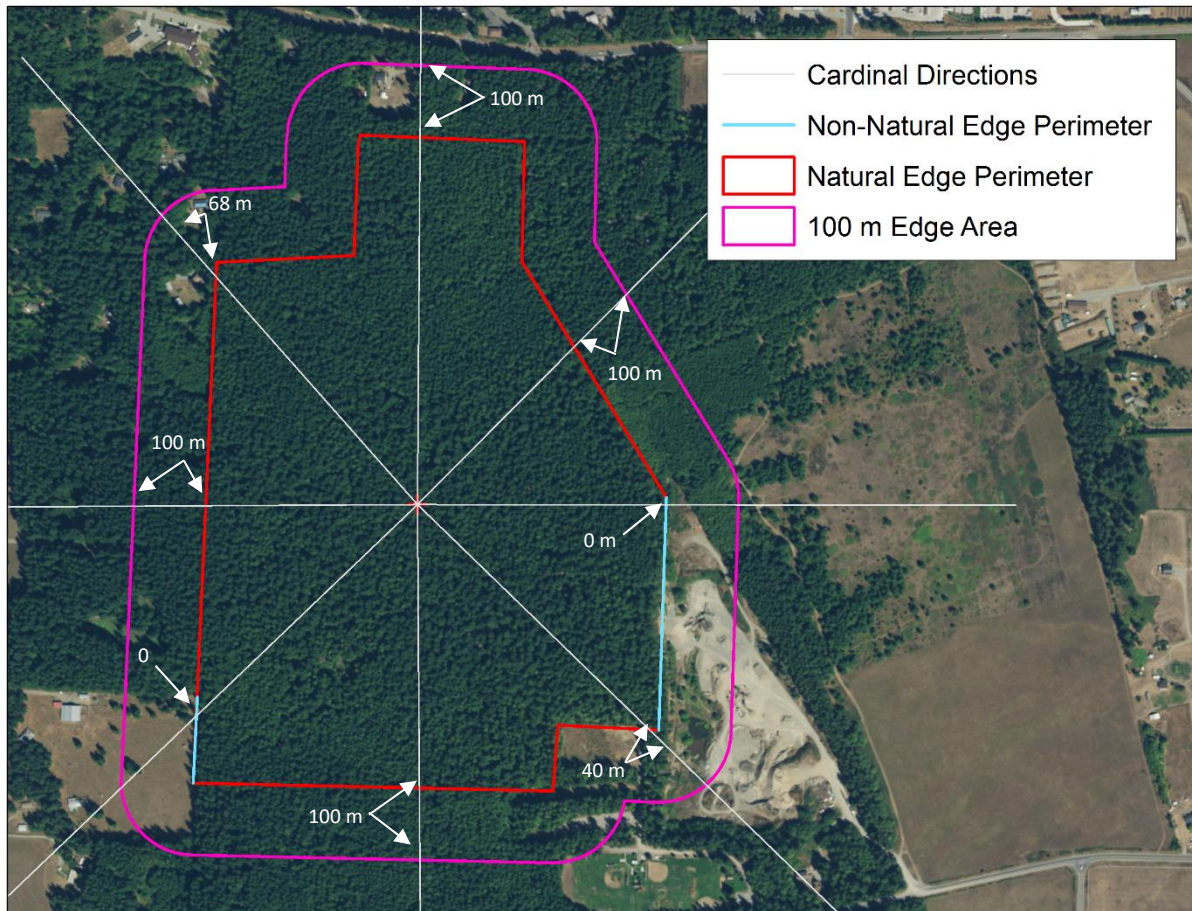 Cardinal Directions
Non-Natural Edge Perimeter
Natural Edge Perimeter
100 m Edge Area
100 m
68 m
100 m
100 m
0 m
0
40 m
100 m